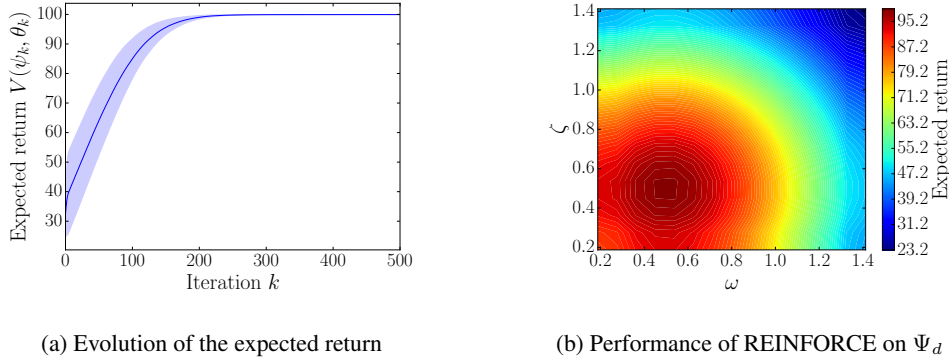 100
90
80
70
60
50
40
30
Expected return V(ψ_k, θ_k)
0 100 200 300 400 500
Iteration k
1.4
1.2
1.0
0.8
0.6
0.4
0.2
ζ
0.2 0.4 0.6 0.8 1.0 1.2 1.4
ω
95.2
87.2
79.2
71.2
63.2
55.2
47.2
39.2
31.2
23.2
Expected return
(a) Evolution of the expected return
(b) Performance of REINFORCE on Ψ_d